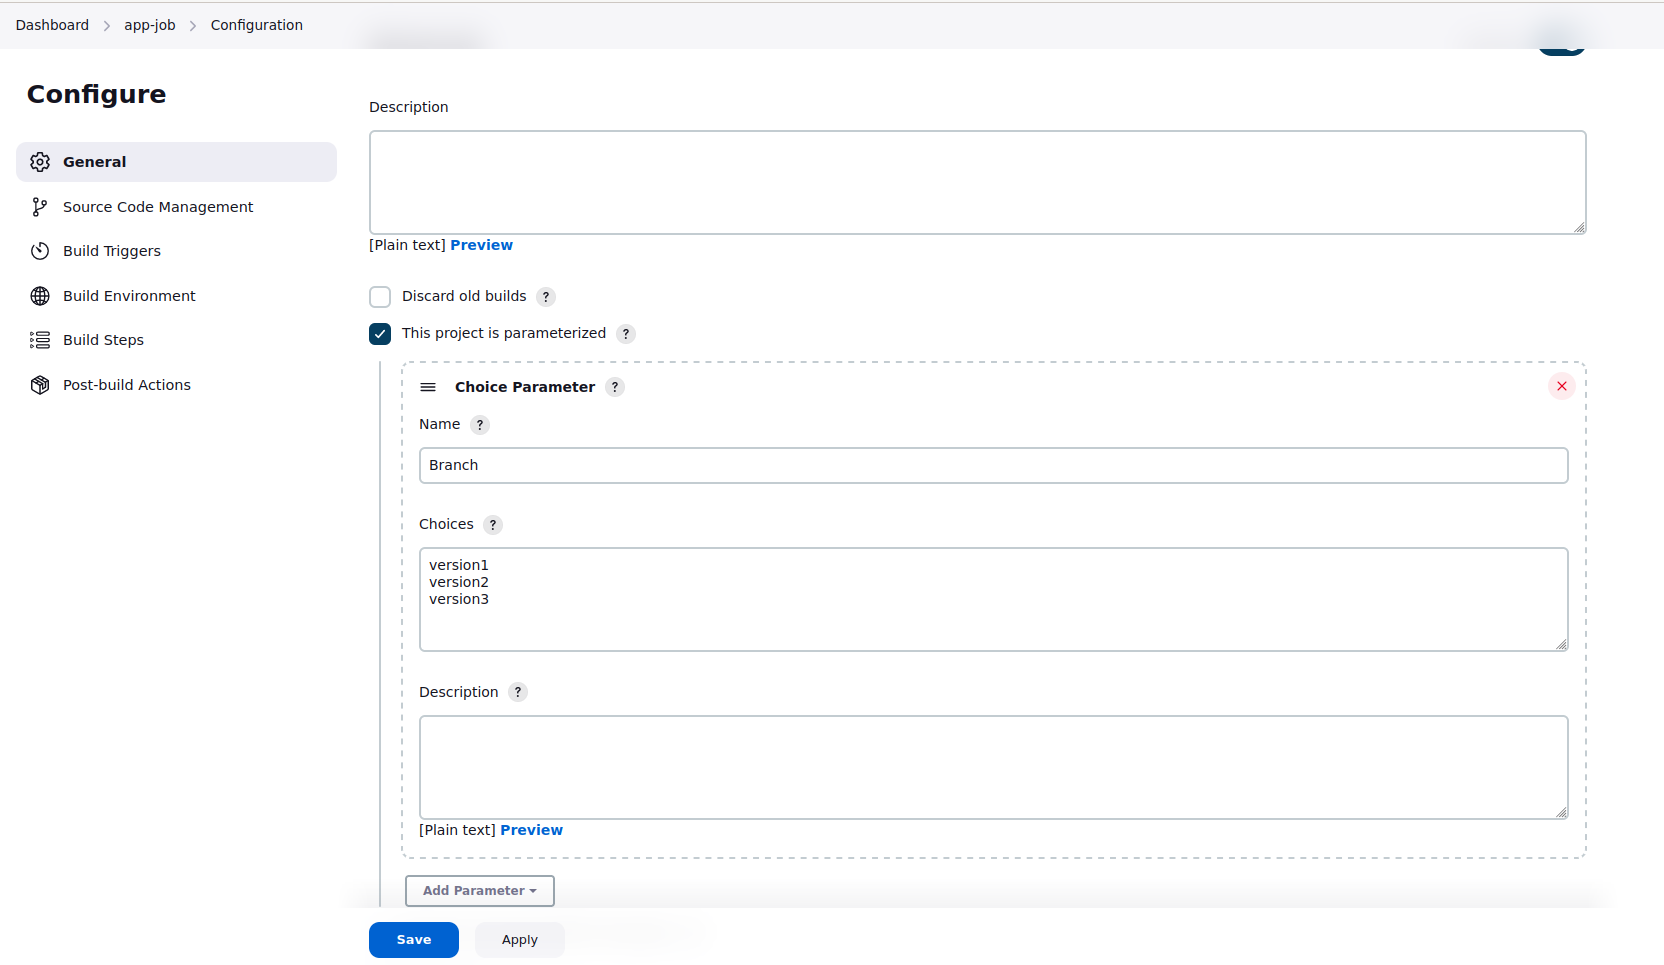 Dashboard > app-job > Configuration
Configure
General
Source Code Management
Build Triggers
Build Environment
Build Steps
Post-build Actions
Description
[Plain text] Preview
Discard old builds ?
This project is parameterized ?
Choice Parameter ?
Name ?
Branch
Choices ?
version1
version2
version3
Description ?
[Plain text] Preview
Add Parameter
Save Apply